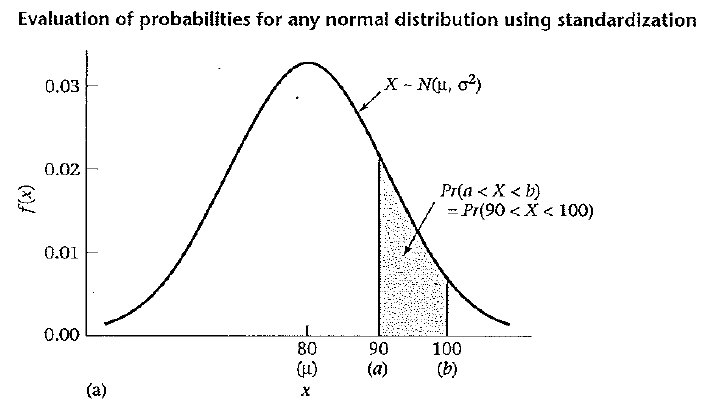 Evaluation of probabilities for any normal distribution using standardization
0.03
X ~ N(μ, σ²)
0.02
f(x)
Pr(a < X < b)
= Pr(90 < X < 100)
0.01
0.00
80 90 100
(μ) (a) (b)
(a) x